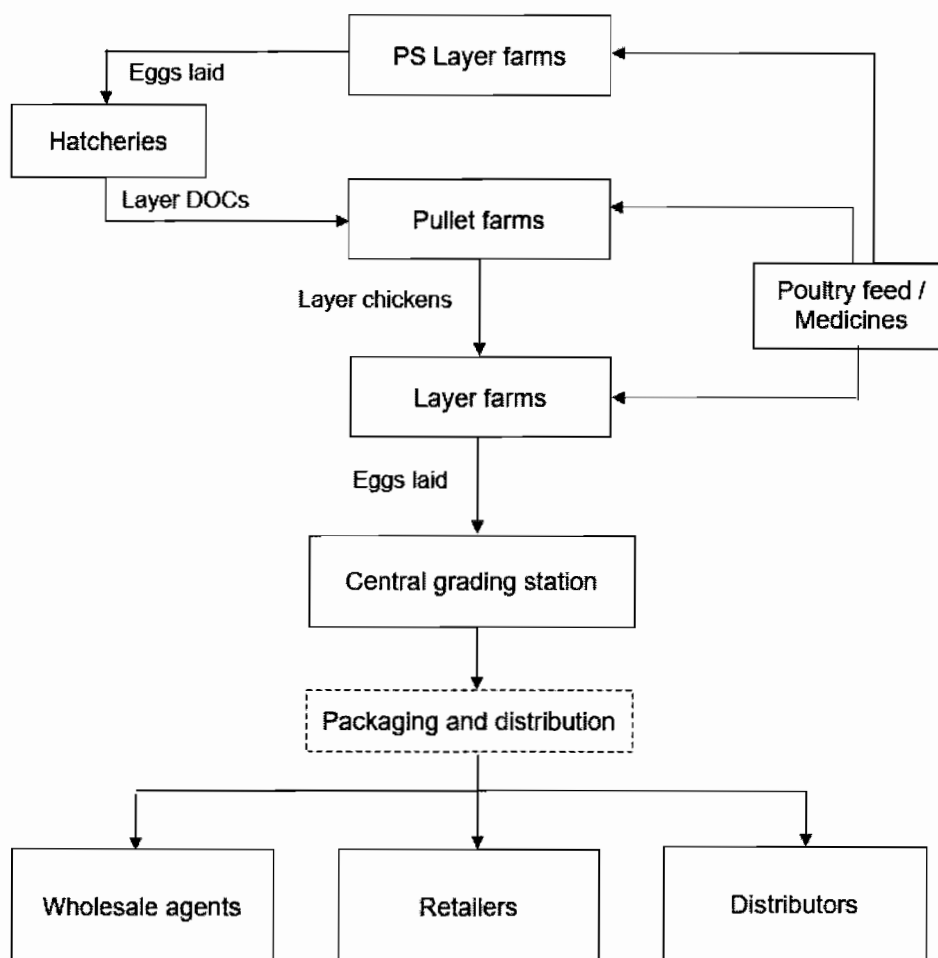 PS Layer farms
Eggs laid
Hatcheries
Layer DOCs
Pullet farms
Layer chickens
Poultry feed /
Medicines
Layer farms
Eggs laid
Central grading station
Packaging and distribution
Wholesale agents
Retailers
Distributors